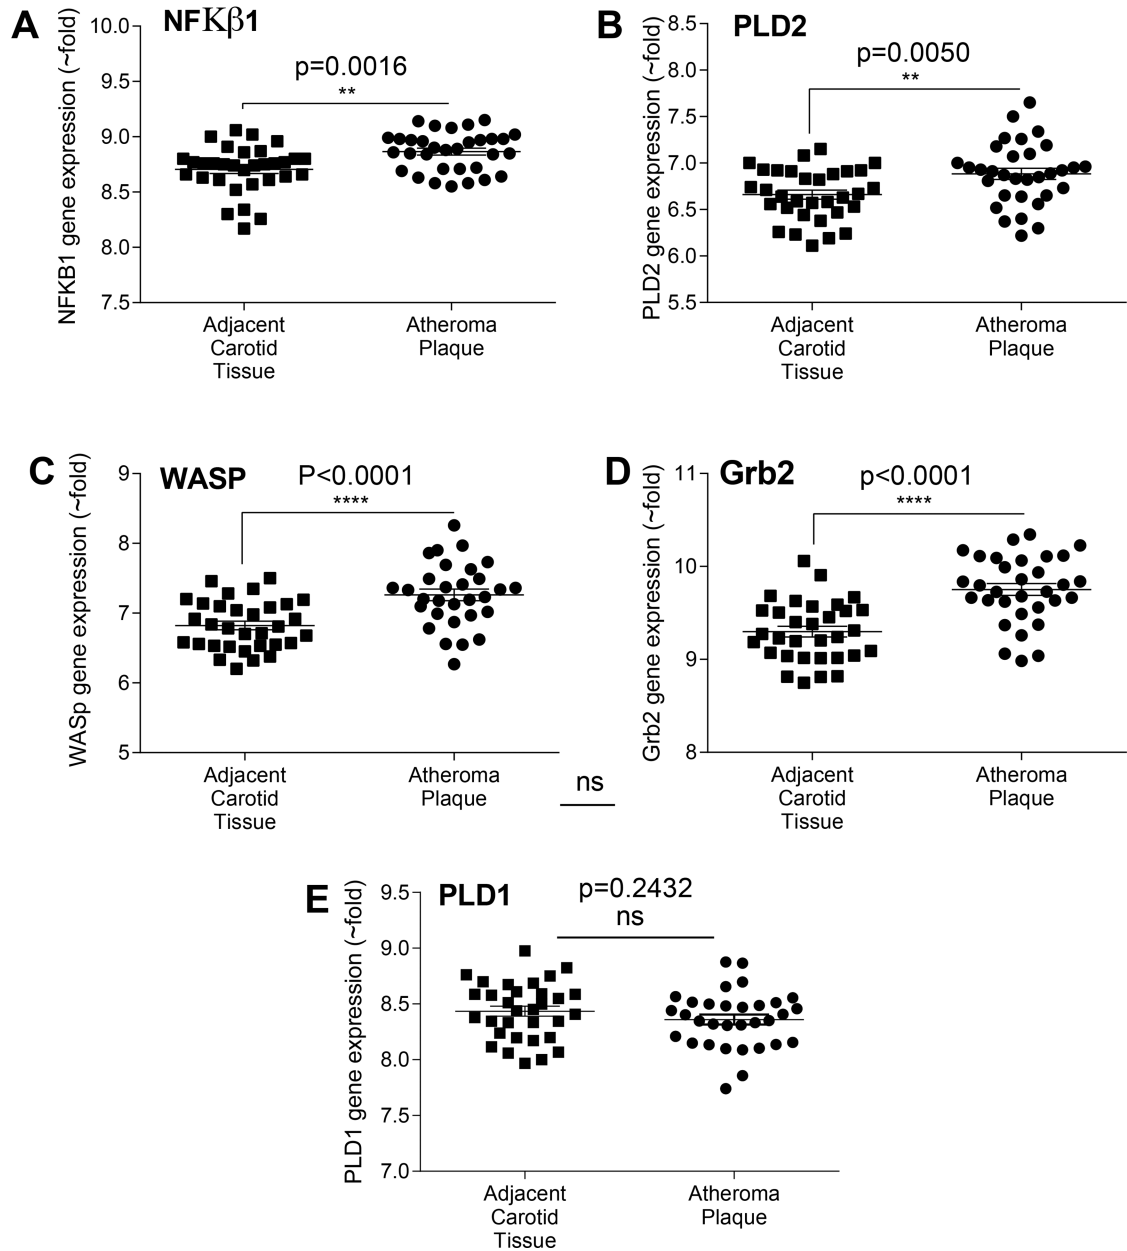 A
NFΚβ1
NFKB1 gene expression (~fold)
10.0
9.5
9.0
8.5
8.0
7.5
p=0.0016
**
Adjacent
Carotid
Tissue
Atheroma
Plaque
B
PLD2
PLD2 gene expression (~fold)
8.5
8.0
7.5
7.0
6.5
6.0
5.5
p=0.0050
**
Adjacent
Carotid
Tissue
Atheroma
Plaque
C
WASP
WASp gene expression (~fold)
9
8
7
6
5
P<0.0001
****
Adjacent
Carotid
Tissue
Atheroma
Plaque
ns
D
Grb2
Grb2 gene expression (~fold)
11
10
9
8
p<0.0001
****
Adjacent
Carotid
Tissue
Atheroma
Plaque
E
PLD1
PLD1 gene expression (~fold)
9.5
9.0
8.5
8.0
7.5
7.0
p=0.2432
ns
Adjacent
Carotid
Tissue
Atheroma
Plaque